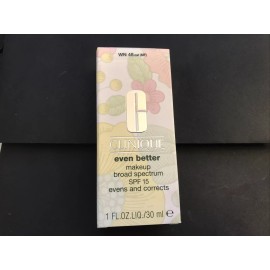 CLINIQUE
even better
makeup
broad spectrum
SPF 15
evens and corrects
1 FL.OZ.LIQ./30 ml e